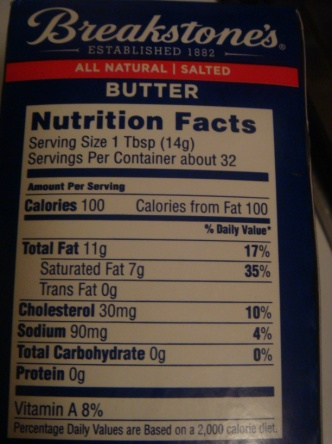 Breakstone's®
ESTABLISHED 1882
ALL NATURAL | SALTED
BUTTER
Nutrition Facts
Serving Size 1 Tbsp (14g)
Servings Per Container about 32
Amount Per Serving
Calories 100 Calories from Fat 100
% Daily Value*
Total Fat 11g 17%
Saturated Fat 7g 35%
Trans Fat 0g
Cholesterol 30mg 10%
Sodium 90mg 4%
Total Carbohydrate 0g 0%
Protein 0g
Vitamin A 8%
Percentage Daily Values are Based on a 2,000 calorie diet.